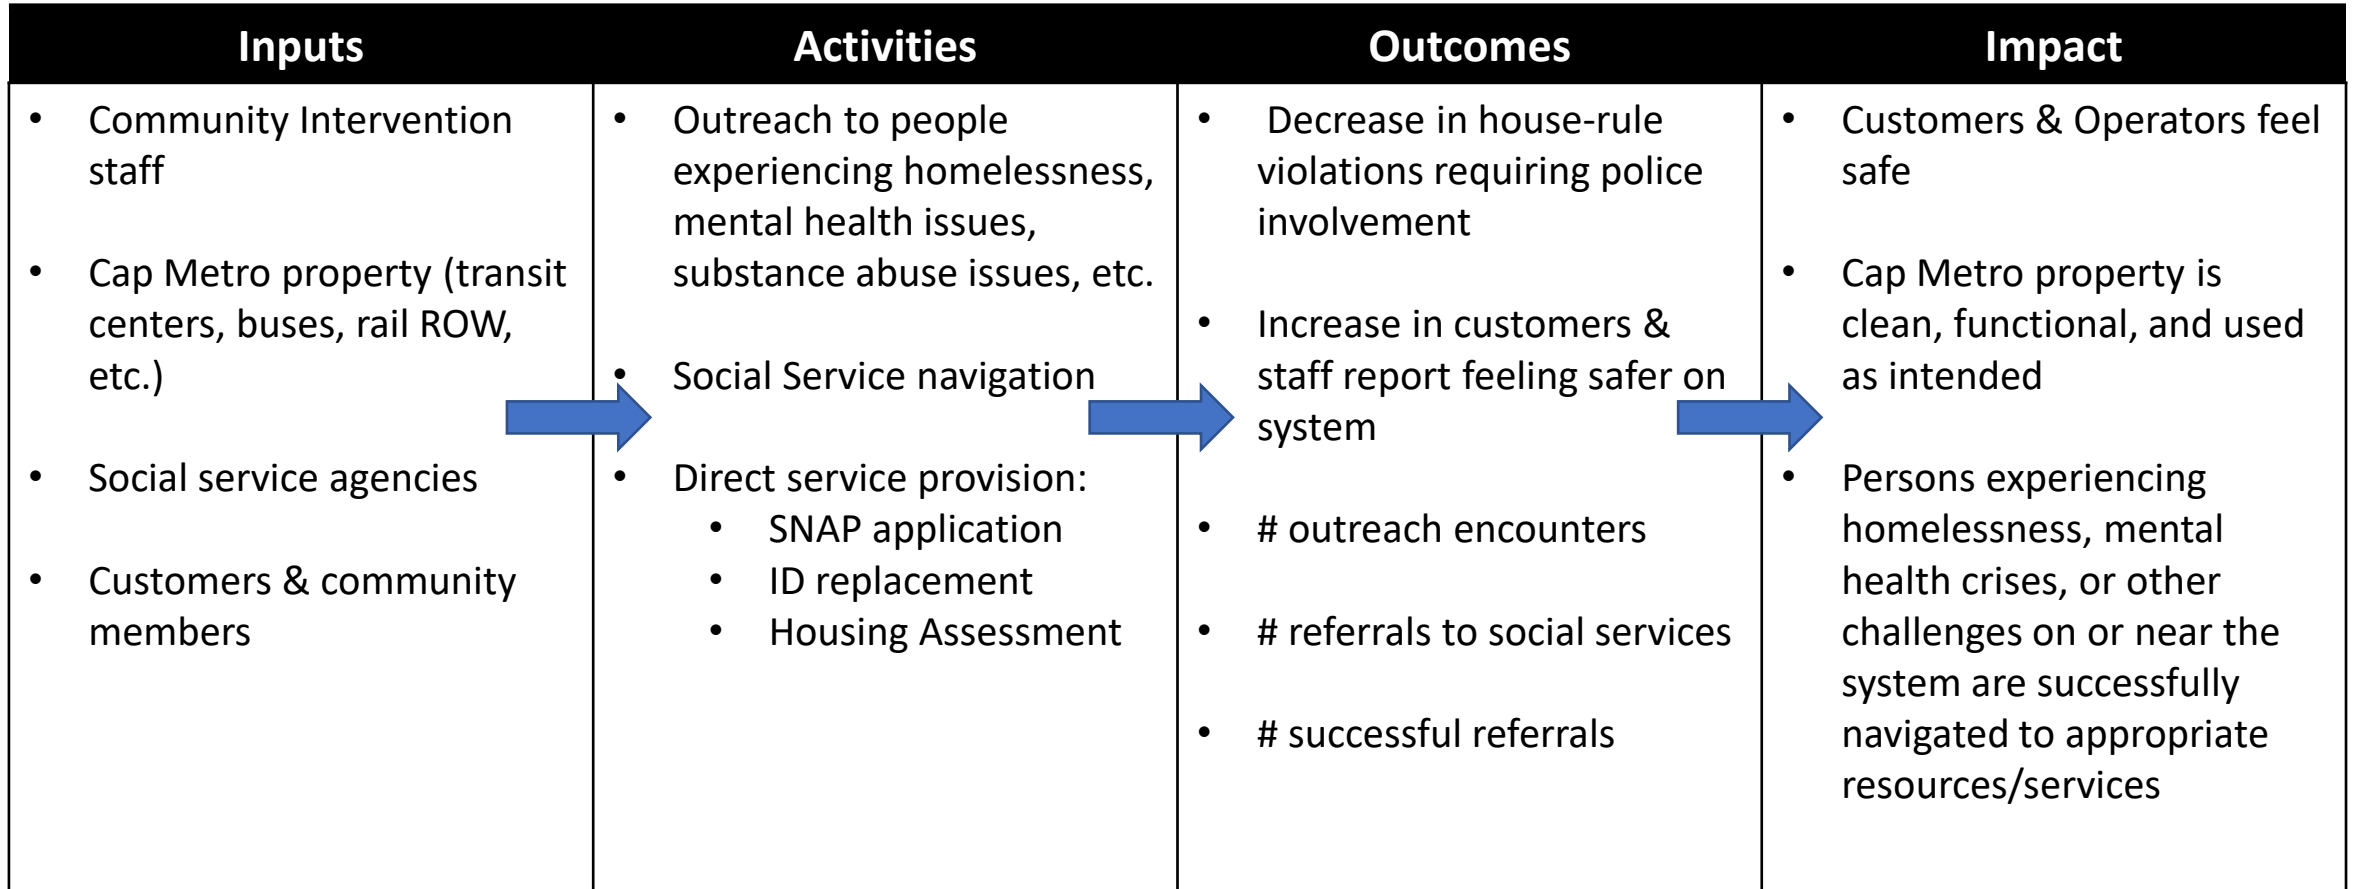 Inputs
Activities
Outcomes
Impact
• Community Intervention
staff
• Cap Metro property (transit
centers, buses, rail ROW,
etc.)
• Social service agencies
• Customers & community
members
• Outreach to people
experiencing homelessness,
mental health issues,
substance abuse issues, etc.
• Social Service navigation
• Direct service provision:
• SNAP application
• ID replacement
• Housing Assessment
• Decrease in house-rule
violations requiring police
involvement
• Increase in customers &
staff report feeling safer on
system
• # outreach encounters
• # referrals to social services
• # successful referrals
• Customers & Operators feel
safe
• Cap Metro property is
clean, functional, and used
as intended
• Persons experiencing
homelessness, mental
health crises, or other
challenges on or near the
system are successfully
navigated to appropriate
resources/services